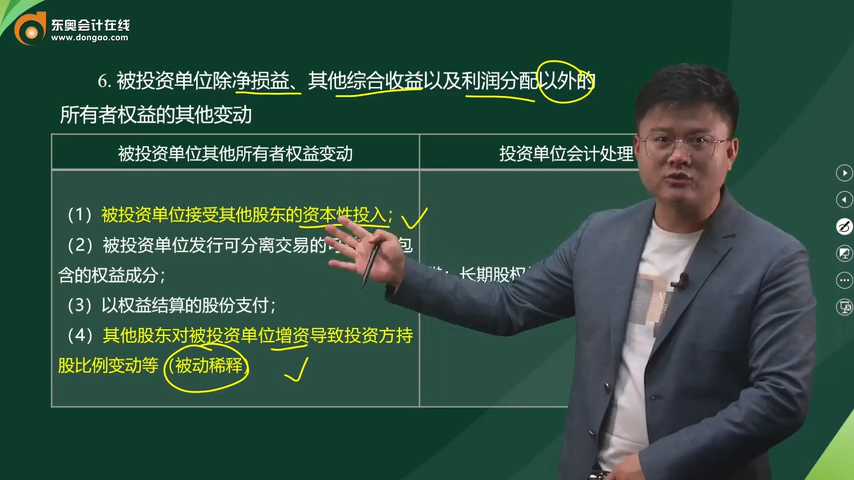 东奥会计在线
www.dongao.com
6. 被投资单位除净损益、其他综合收益以及利润分配以外的
所有者权益的其他变动
被投资单位其他所有者权益变动
投资单位会计处理
（1）被投资单位接受其他股东的资本性投入；
（2）被投资单位发行可分离交易的可 包
含的权益成分；
（3）以权益结算的股份支付；
（4）其他股东对被投资单位增资导致投资方持
股比例变动等（被动稀释）
：长期股权